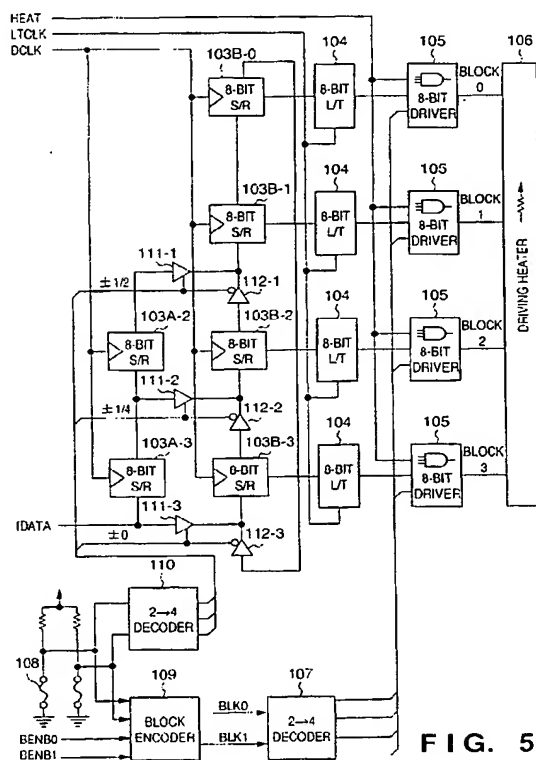 HEAT
LTCLK
DCLK
103B-0
104
105
106
8-BIT
S/R
8-BIT
L/T
8-BIT
DRIVER
BLOCK
0
103B-1
104
105
8-BIT
S/R
8-BIT
L/T
8-BIT
DRIVER
BLOCK
1
DRIVING HEATER
111-1
±1/2
112-1
103A-2
103B-2
104
105
8-BIT
S/R
8-BIT
S/R
8-BIT
L/T
8-BIT
DRIVER
BLOCK
2
111-2
±1/4
112-2
103A-3
103B-3
104
105
8-BIT
S/R
8-BIT
S/R
8-BIT
L/T
8-BIT
DRIVER
BLOCK
3
111-3
IDATA
±0
112-3
110
2→4
DECODER
108
109
107
BLOCK
ENCODER
BLK0
BLK1
2→4
DECODER
BENB0
BENB1
FIG. 5